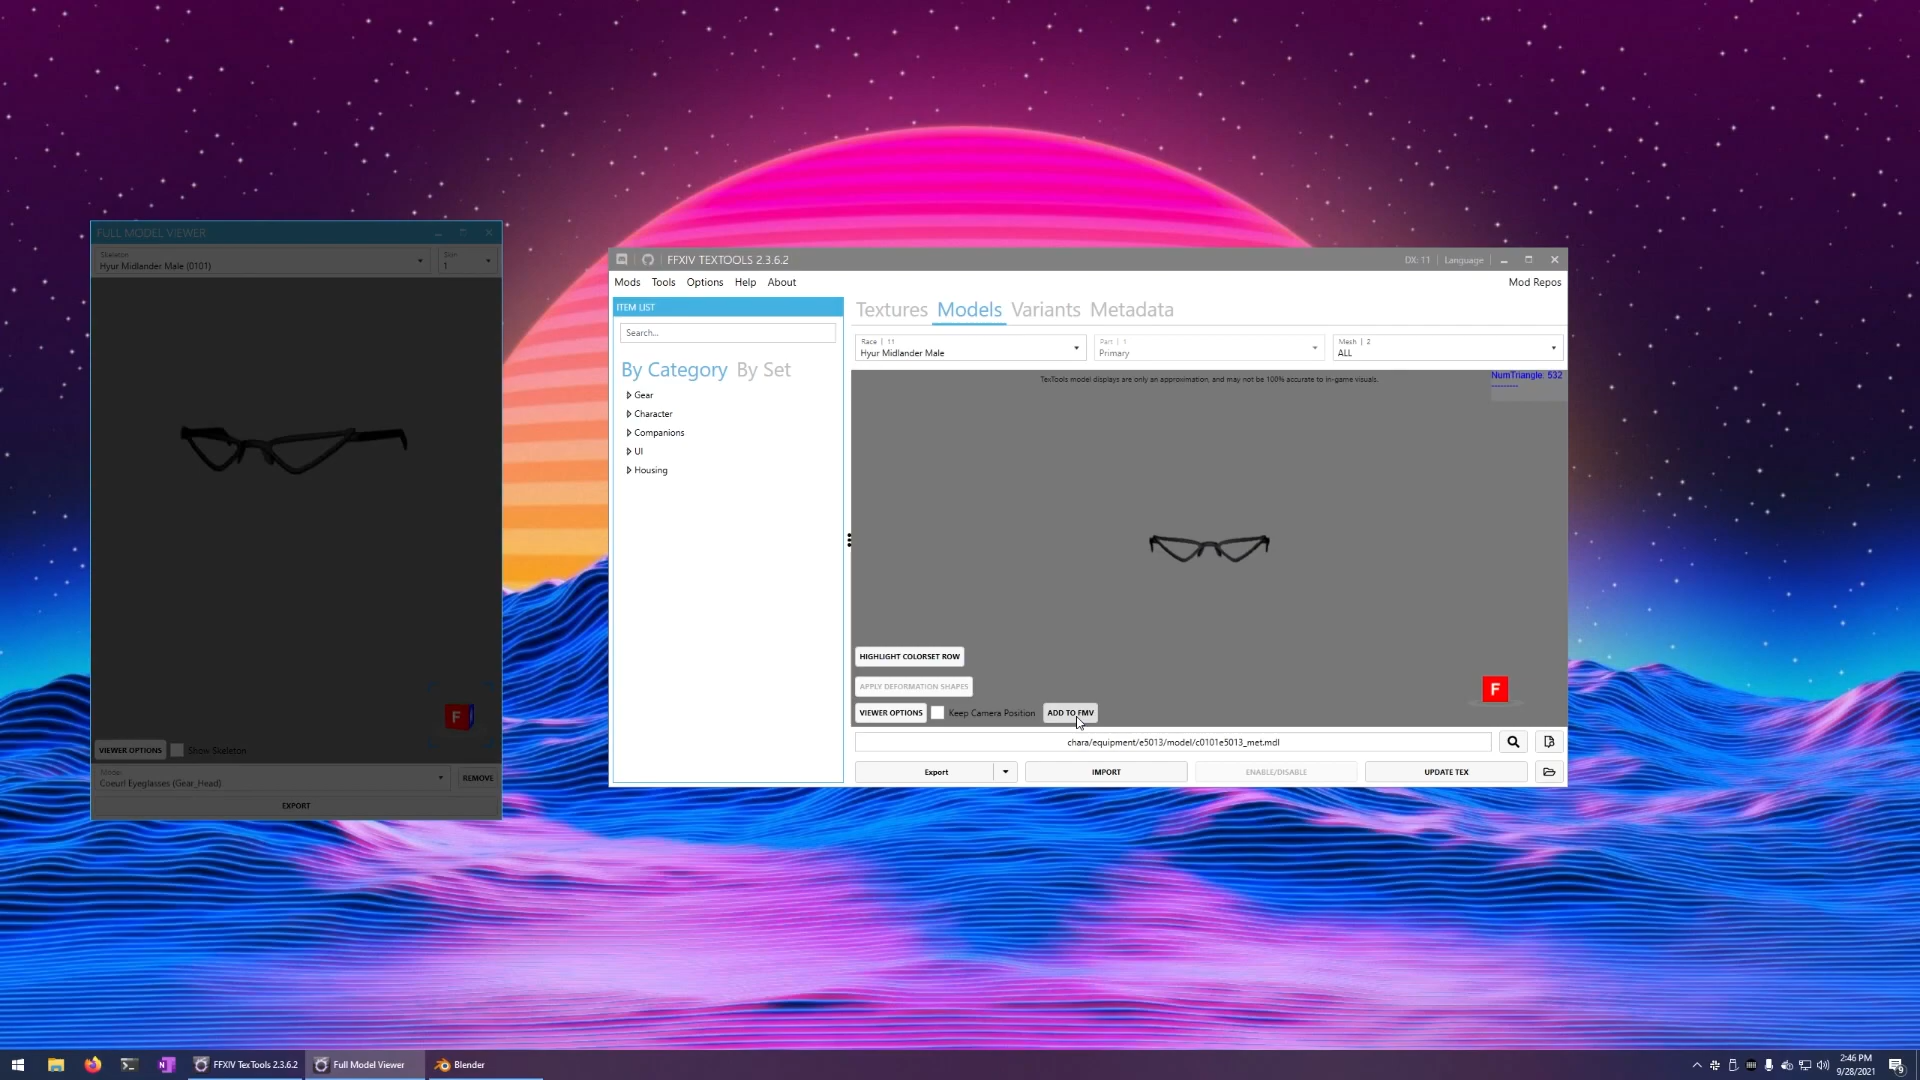 FULL MODEL VIEWER
Skeleton
Hyur Midlander Male (0101)
Skin
1
F
VIEWER OPTIONS
Show Skeleton
Model
Coeurl Eyeglasses (Gear_Head)
REMOVE
EXPORT
FFXIV TEXTOOLS 2.3.6.2
DX: 11
Language
Mods
Tools
Options
Help
About
Mod Repos
ITEM LIST
Search...
By Category
By Set
Gear
Character
Companions
UI
Housing
Textures
Models
Variants
Metadata
Race | 11
Hyur Midlander Male
Part | 1
Primary
Mesh | 2
ALL
TexTools model displays are only an approximation, and may not be 100% accurate to in-game visuals.
NumTriangle: 532
---------
HIGHLIGHT COLORSET ROW
APPLY DEFORMATION SHAPES
VIEWER OPTIONS
Keep Camera Position
ADD TO FMV
F
chara/equipment/e5013/model/c0101e5013_met.mdl
Export
IMPORT
ENABLE/DISABLE
UPDATE TEX
N
FFXIV TexTools 2.3.6.2
Full Model Viewer
Blender
2:46 PM
9/28/2021
9